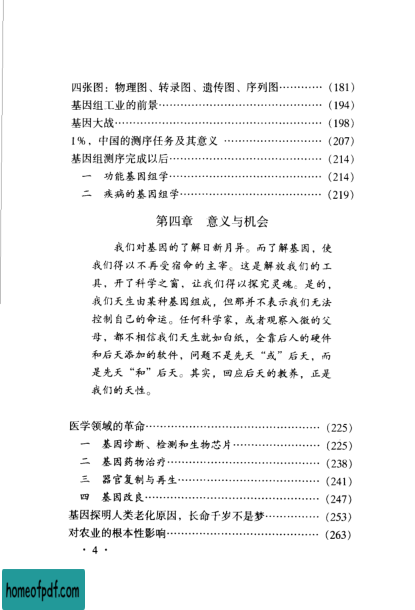 四张图：物理图、转录图、遗传图、序列图…………（181）
基因组工业的前景……………………………………（194）
基因大战………………………………………………（198）
1%，中国的测序任务及其意义 ………………………（207）
基因组测序完成以后…………………………………（214）
一 功能基因组学……………………………………（214）
二 疾病的基因组学…………………………………（219）
第四章 意义与机会
我们对基因的了解日新月异。而了解基因，使
我们得以不再受宿命的主宰。这是解放我们的工
具，开了科学之窗，让我们得以探究灵魂。是的，
我们天生由某种基因组成，但那并不表示我们无法
控制自己的命运。任何科学家，或者观察入微的父
母，都不相信我们天生就如白纸，全靠后人的硬件
和后天添加的软件，问题不是先天“或”后天，而
是先天“和”后天。其实，回应后天的教养，正是
我们的天性。
医学领域的革命………………………………………（225）
一 基因诊断、检测和生物芯片……………………（225）
二 基因药物治疗……………………………………（238）
三 器官复制与再生…………………………………（241）
四 基因改良…………………………………………（247）
基因探明人类老化原因，长命千岁不是梦…………（253）
对农业的根本性影响…………………………………（263）
· 4 ·
homeofpdf.com